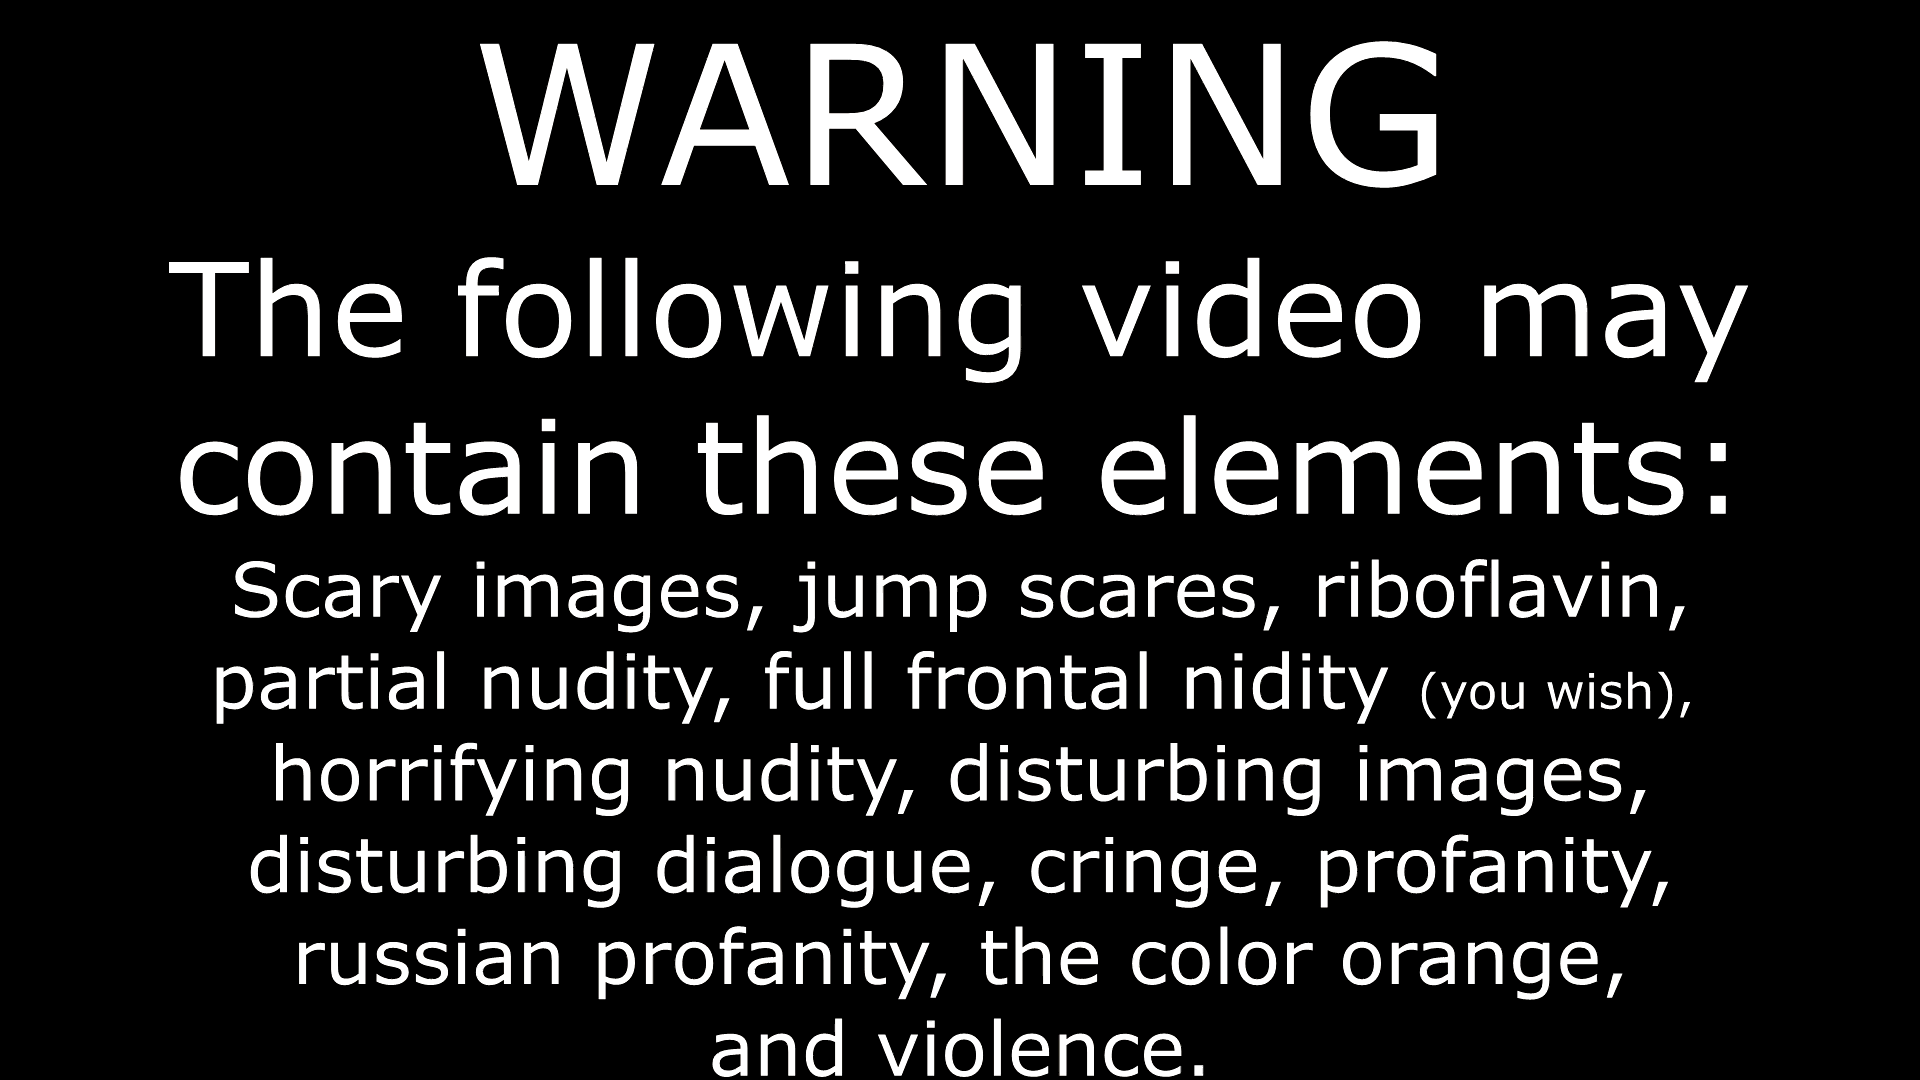 WARNING
The following video may
contain these elements:
Scary images, jump scares, riboflavin,
partial nudity, full frontal nidity (you wish),
horrifying nudity, disturbing images,
disturbing dialogue, cringe, profanity,
russian profanity, the color orange,
and violence.